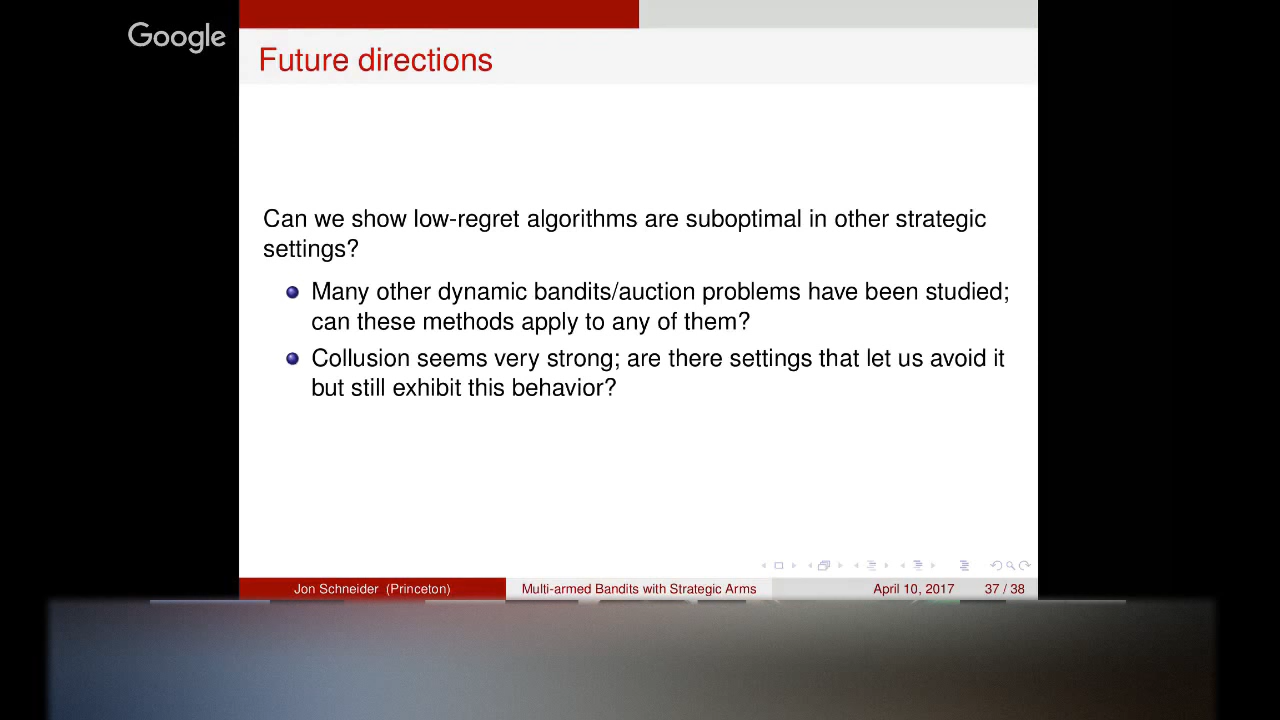 Google
Future directions
Can we show low-regret algorithms are suboptimal in other strategic
settings?
Many other dynamic bandits/auction problems have been studied;
can these methods apply to any of them?
Collusion seems very strong; are there settings that let us avoid it
but still exhibit this behavior?
Jon Schneider (Princeton)
Multi-armed Bandits with Strategic Arms
April 10, 2017
37 / 38